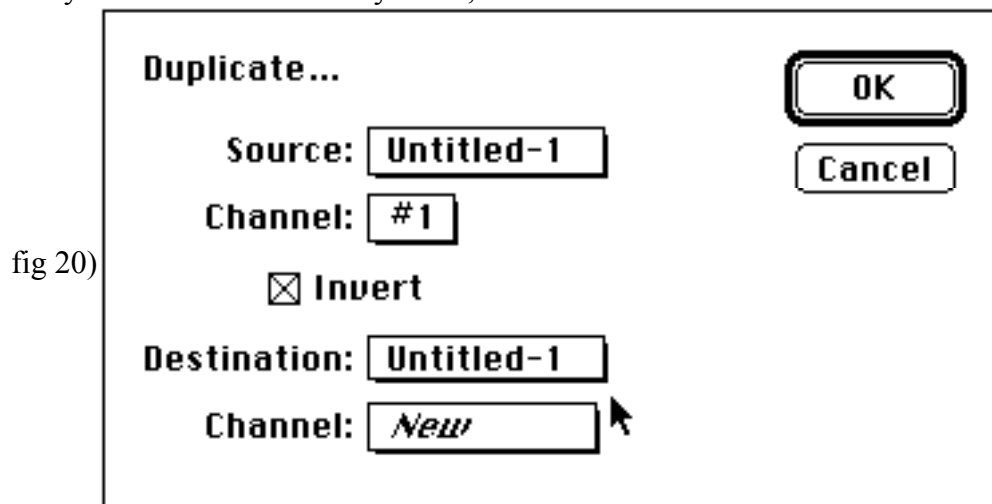 Duplicate...
OK
Source: Untitled-1
Cancel
Channel: #1
fig 20)
Invert
Destination: Untitled-1
Channel: New